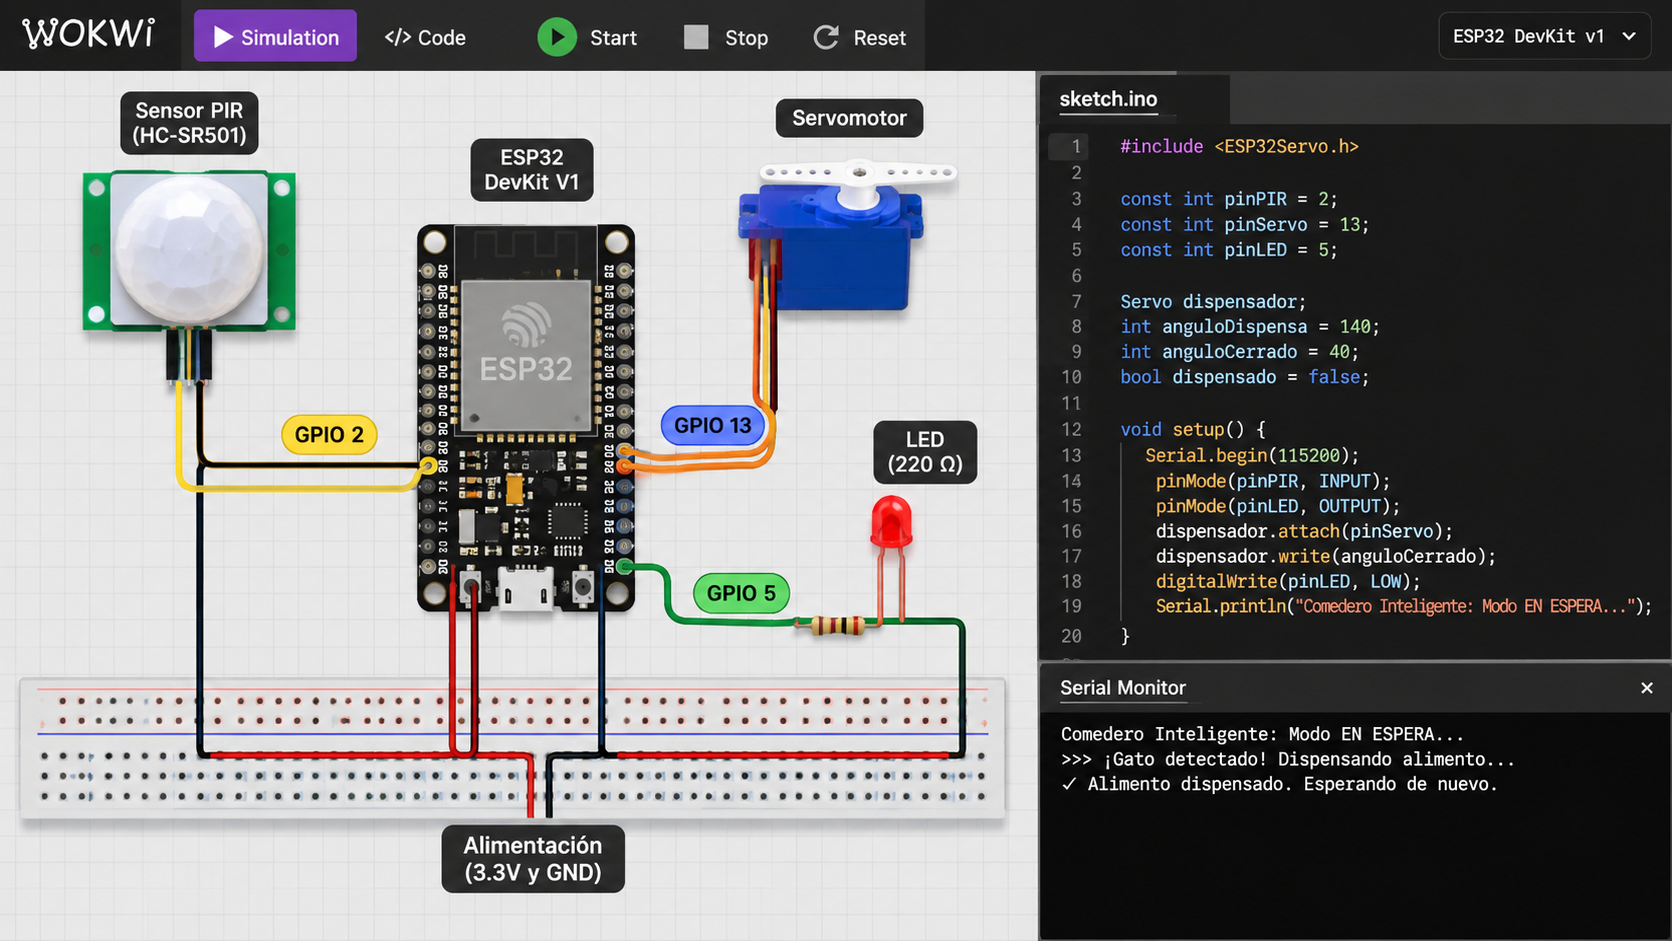 WOKWi
Simulation
</> Code
Start
Stop
Reset
ESP32 DevKit v1
Sensor PIR
(HC-SR501)
ESP32
DevKit V1
Servomotor
ESP32
GPIO 2
GPIO 13
LED
(220 Ω)
GPIO 5
Alimentación
(3.3V y GND)
sketch.ino
1 #include <ESP32Servo.h>
2
3 const int pinPIR = 2;
4 const int pinServo = 13;
5 const int pinLED = 5;
6
7 Servo dispensador;
8 int anguloDispensa = 140;
9 int anguloCerrado = 40;
10 bool dispensado = false;
11
12 void setup() {
13 Serial.begin(115200);
14 pinMode(pinPIR, INPUT);
15 pinMode(pinLED, OUTPUT);
16 dispensador.attach(pinServo);
17 dispensador.write(anguloCerrado);
18 digitalWrite(pinLED, LOW);
19 Serial.println("Comedero Inteligente: Modo EN ESPERA...");
20 }
Serial Monitor ×
Comedero Inteligente: Modo EN ESPERA...
>>> ¡Gato detectado! Dispensando alimento...
✓ Alimento dispensado. Esperando de nuevo.